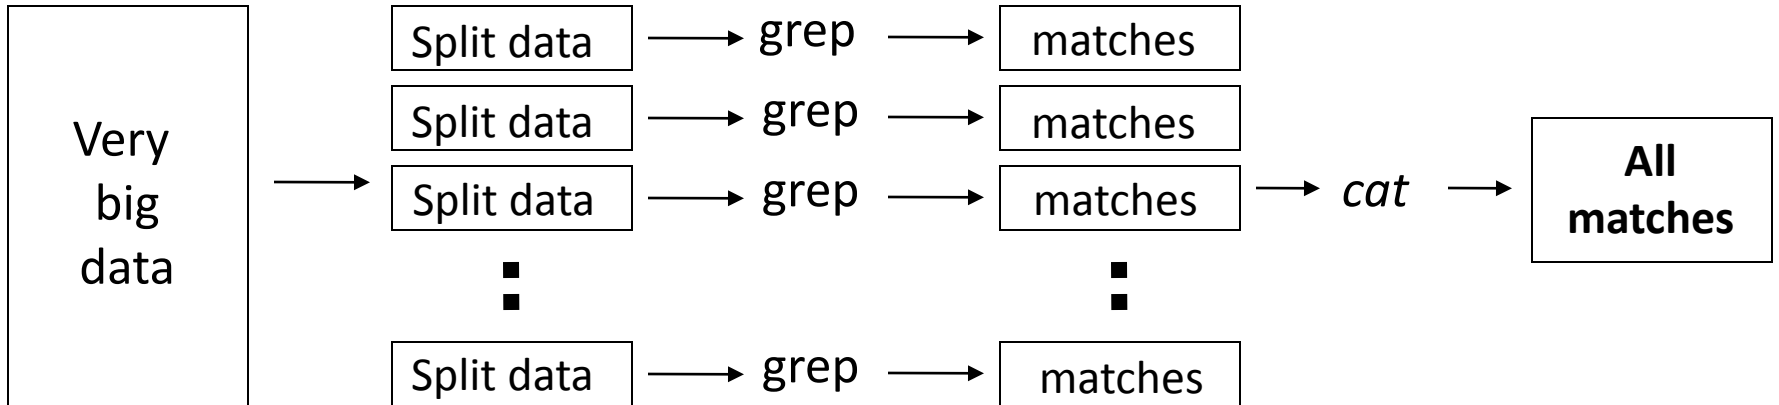 Very
big
data
Split data
grep
matches
Split data
grep
matches
Split data
grep
matches
Split data
grep
matches
cat
All
matches